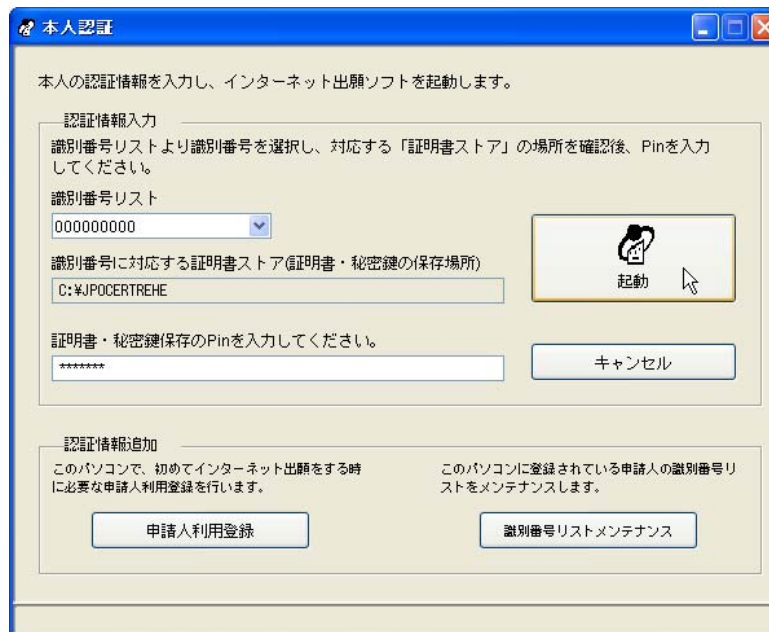 本人認証
本人の認証情報を入力し、インターネット出願ソフトを起動します。
認証情報入力
識別番号リストより識別番号を選択し、対応する「証明書ストア」の場所を確認後、Pinを入力
してください。
識別番号リスト
000000000
識別番号に対応する証明書ストア(証明書・秘密鍵の保存場所)
C:¥JPOCERTREHE
起動
証明書・秘密鍵保存のPinを入力してください。
*******
キャンセル
認証情報追加
このパソコンで、初めてインターネット出願をする時
に必要な申請人利用登録を行います。
申請人利用登録
このパソコンに登録されている申請人の識別番号リ
ストをメンテナンスします。
識別番号リストメンテナンス